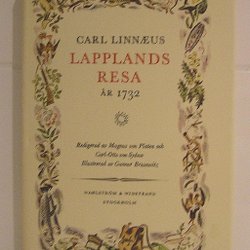 CARL LINNÆUS
LAPPLANDS
RESA
ÅR 1732
Redigerad av Magnus von Platen och
Carl-Otto von Sydow
Illustrerad av Gunnar Brusewitz
WAHLSTRÖM & WIDSTRAND
STOCKHOLM